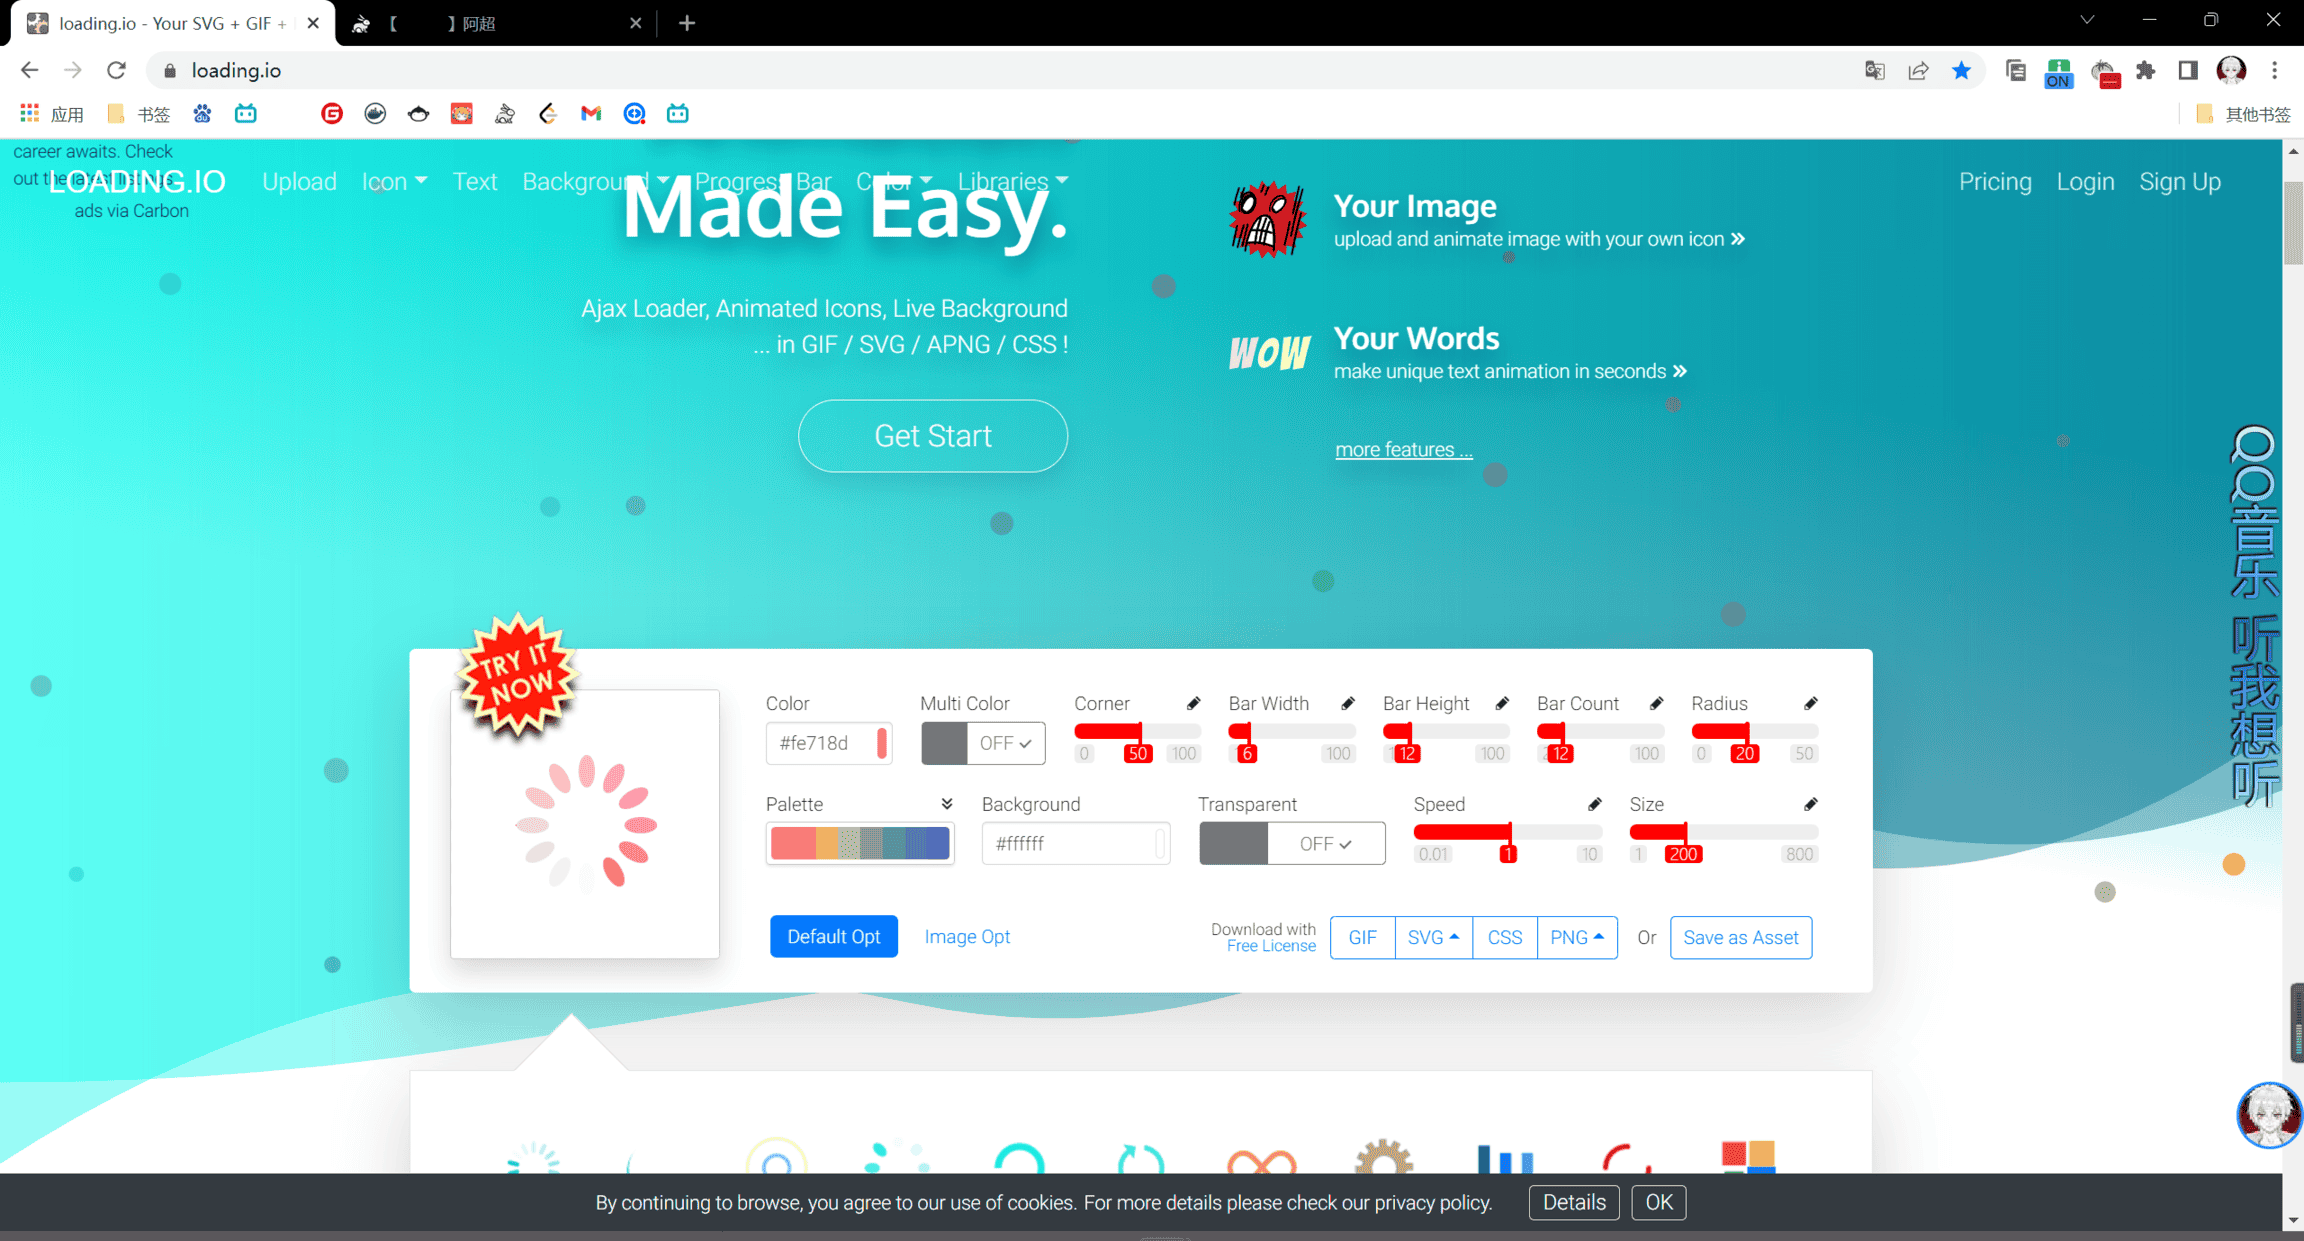 loading.io - Your SVG + GIF +
【 】阿超
loading.io
ON
应用
书签
其他书签
career awaits. Check
out the latest listings.
ads via Carbon
LOADING.IO
Upload
Icon
Text
Background
Progress Bar
Color
Libraries
Pricing
Login
Sign Up
Made Easy.
Ajax Loader, Animated Icons, Live Background
... in GIF / SVG / APNG / CSS !
Get Start
Your Image
upload and animate image with your own icon »
WOW
Your Words
make unique text animation in seconds »
more features ...
QQ音乐 听我想听
TRY IT
NOW
Color
Multi Color
Corner
Bar Width
Bar Height
Bar Count
Radius
#fe718d
OFF
0 50 100
6 100
12 100
12 100
0 20 50
Palette
Background
Transparent
Speed
Size
#ffffff
OFF
0.01 1 10
1 200 800
Default Opt
Image Opt
Download with
Free License
GIF
SVG
CSS
PNG
Or
Save as Asset
By continuing to browse, you agree to our use of cookies. For more details please check our privacy policy.
Details
OK